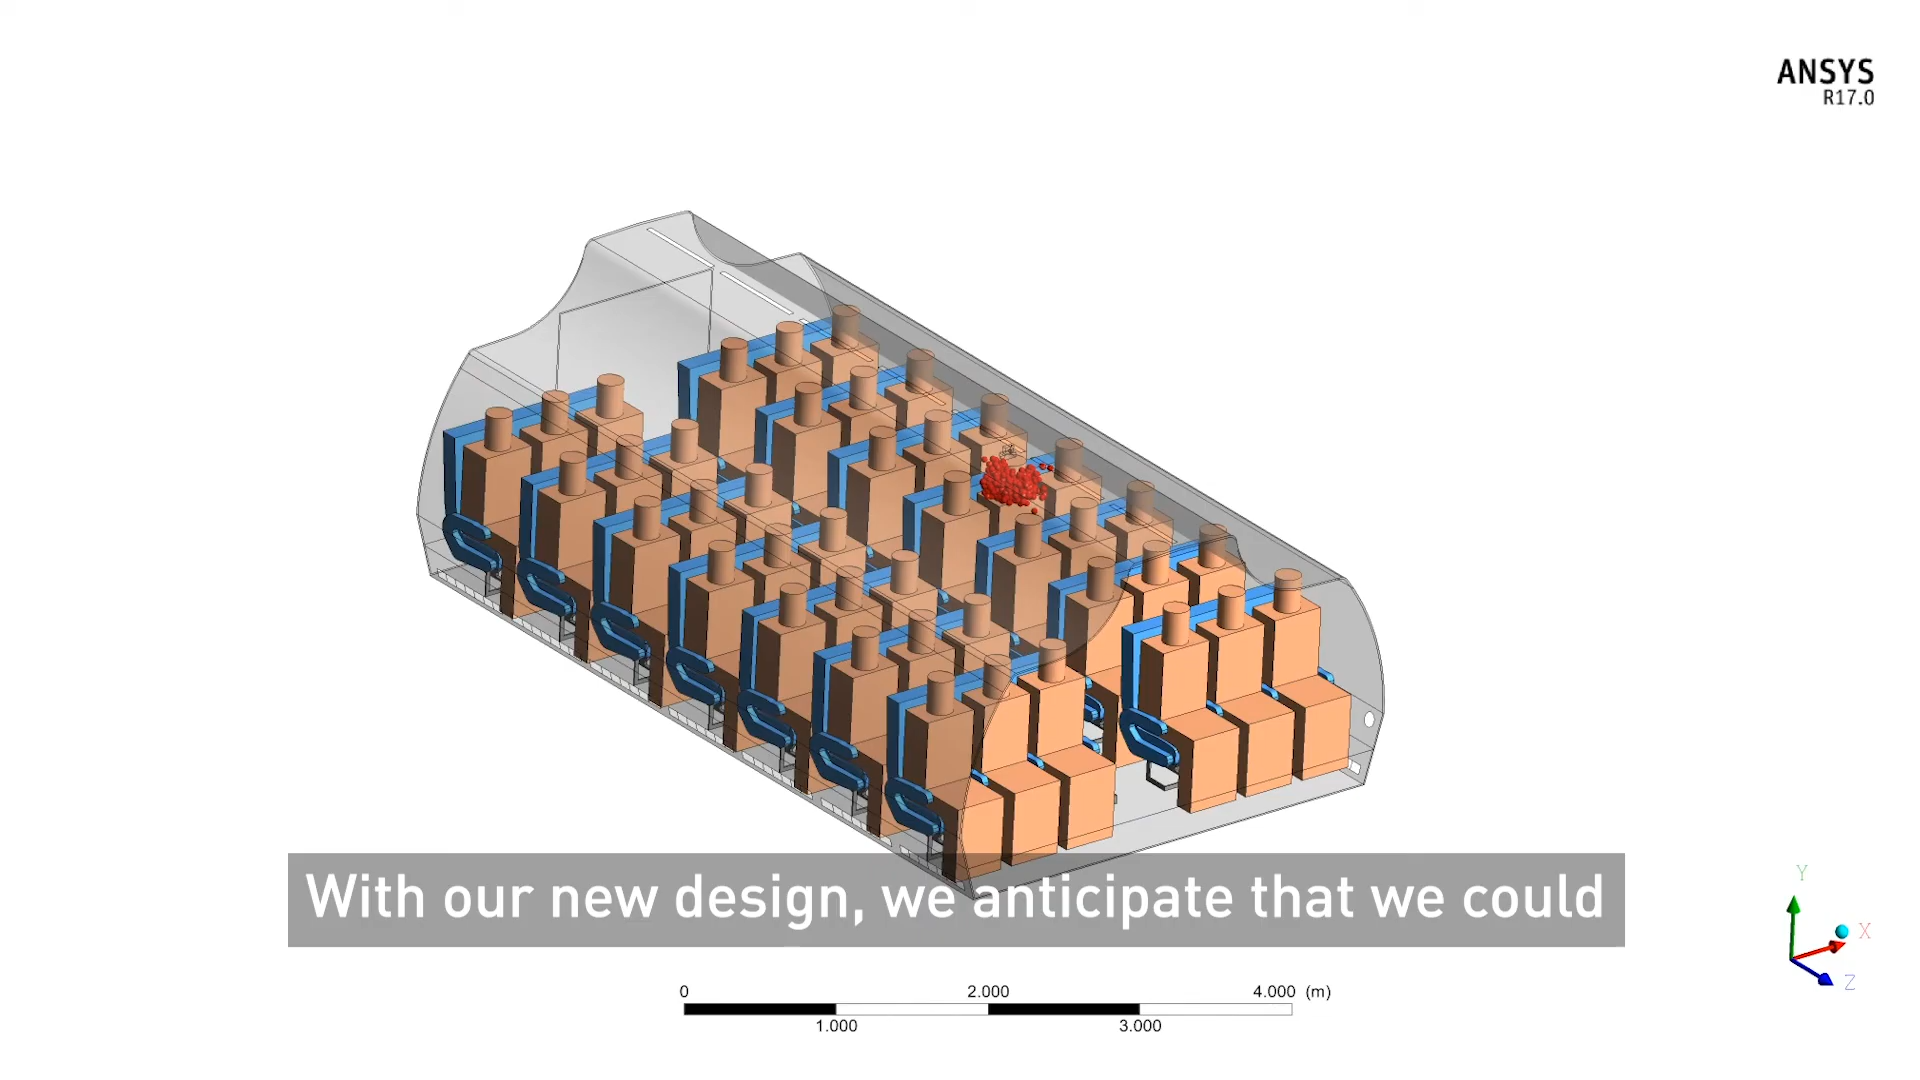 ANSYS
R17.0
With our new design, we anticipate that we could
Y
X
Z
0 2.000 4.000 (m)
1.000 3.000